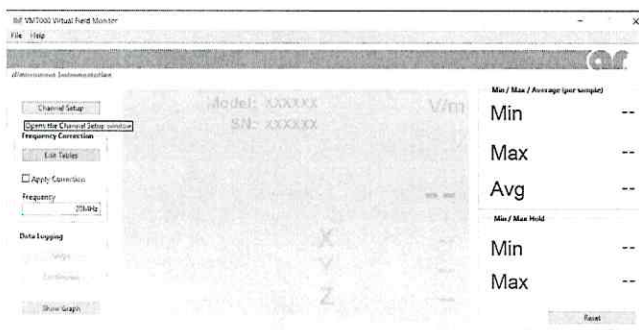 VM7000 Virtual Field Monitor
File Help
ar
Channel Setup
Opens the Channel Setup window
Frequency Correction
Edit Tables
Apply Correction
Frequency
20MHz
Data Logging
Single
Continuous
Show Graph
Model: XXXXXX
SN: XXXXXX
V/m
-- --
X --
Y --
Z --
Min / Max / Average (per sample)
Min --
Max --
Avg --
Min / Max Hold
Min --
Max --
Reset